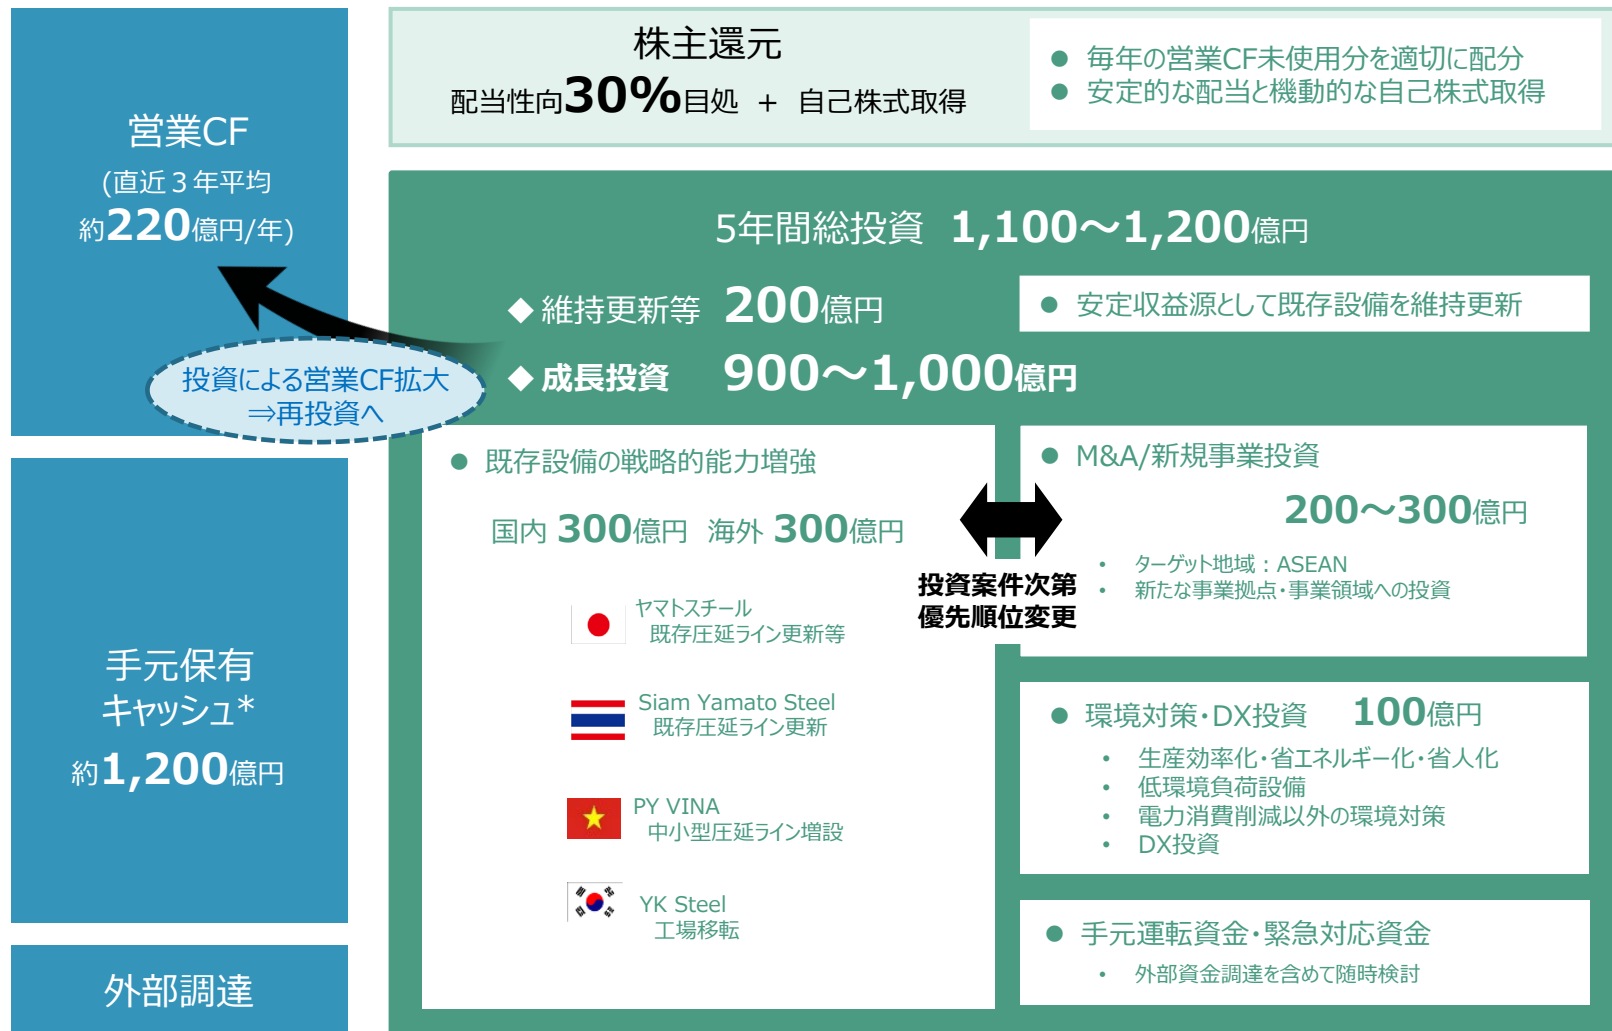 営業CF
(直近３年平均
約220億円/年)
株主還元
配当性向30%目処 + 自己株式取得
● 毎年の営業CF未使用分を適切に配分
● 安定的な配当と機動的な自己株式取得
5年間総投資 1,100～1,200億円
◆ 維持更新等 200億円
● 安定収益源として既存設備を維持更新
◆ 成長投資 900～1,000億円
投資による営業CF拡大
⇒再投資へ
● 既存設備の戦略的能力増強
国内 300億円 海外 300億円
ヤマトスチール
既存圧延ライン更新等
Siam Yamato Steel
既存圧延ライン更新
PY VINA
中小型圧延ライン増設
YK Steel
工場移転
投資案件次第
優先順位変更
● M&A/新規事業投資
200～300億円
• ターゲット地域：ASEAN
• 新たな事業拠点・事業領域への投資
● 環境対策・DX投資 100億円
• 生産効率化・省エネルギー化・省人化
• 低環境負荷設備
• 電力消費削減以外の環境対策
• DX投資
● 手元運転資金・緊急対応資金
• 外部資金調達を含めて随時検討
手元保有
キャッシュ*
約1,200億円
外部調達